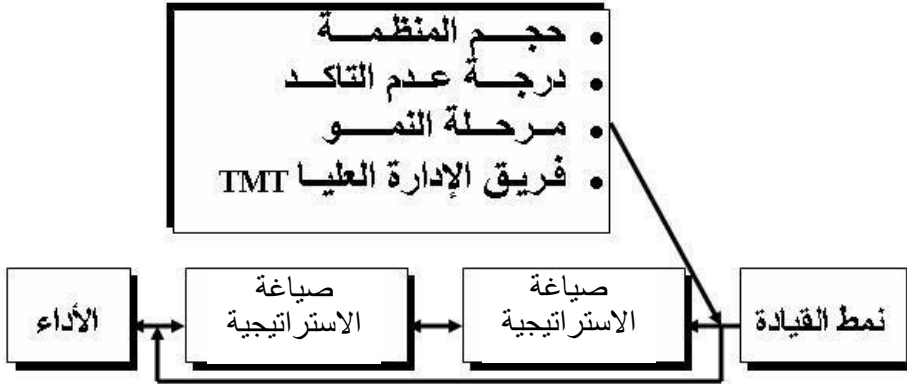 • حجم المنظمة
• درجة عدم التاكد
• مرحلة النمو
• فريق الإدارة العليا TMT
نمط القيادة
صياغة
الاستراتيجية
صياغة
الاستراتيجية
الأداء